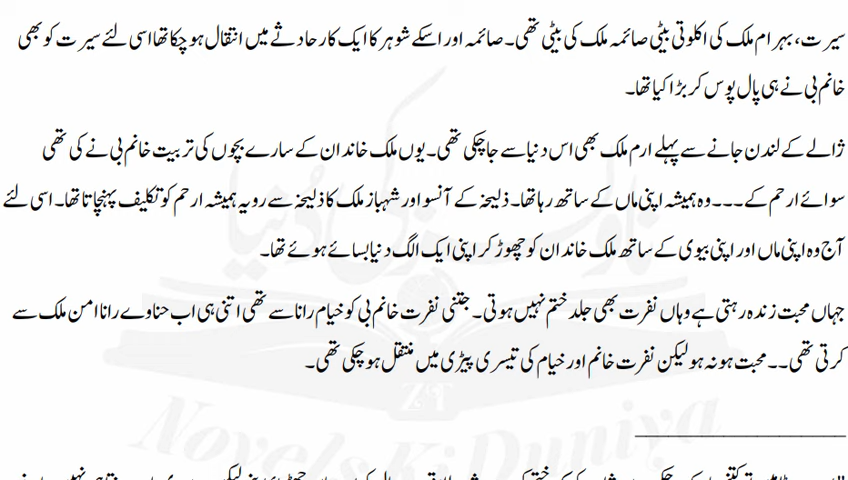 سیرت، بہرام ملک کی اکلوتی بیٹی صائمہ ملک کی بیٹی تھی۔ صائمہ اور اسکے شوہر کا ایک کار حادثے میں انتقال ہو چکا تھا اسی لئے سیرت کو بھی
خانم بی نے ہی پال پوس کر بڑا کیا تھا۔
ژالے کے لندن جانے سے پہلے ارم ملک بھی اس دنیا سے جا چکی تھی۔ یوں ملک خاندان کے سارے بچوں کی تربیت خانم بی نے کی تھی
سوائے ارحم کے۔۔۔ وہ ہمیشہ اپنی ماں کے ساتھ رہا تھا۔ ذلیخہ کے آنسو اور شہباز ملک کا ذلیخہ سے رویہ ہمیشہ ارحم کو تکلیف پہنچاتا تھا۔ اسی لئے
آج وہ اپنی ماں اور اپنی بیوی کے ساتھ ملک خاندان کو چھوڑ کر اپنی ایک الگ دنیا بسائے ہوئے تھا۔
جہاں محبت زندہ رہتی ہے وہاں نفرت بھی جلد ختم نہیں ہوتی۔ جتنی نفرت خانم بی کو خیام رانا سے تھی اتنی ہی اب حناوے رانا امن ملک سے
کرتی تھی۔۔ محبت ہو نہ ہو لیکن نفرت خانم اور خیام کی تیسری پیڑی میں منتقل ہو چکی تھی۔
ناولز کی دنیا
ZT
Novels Ki Duniya